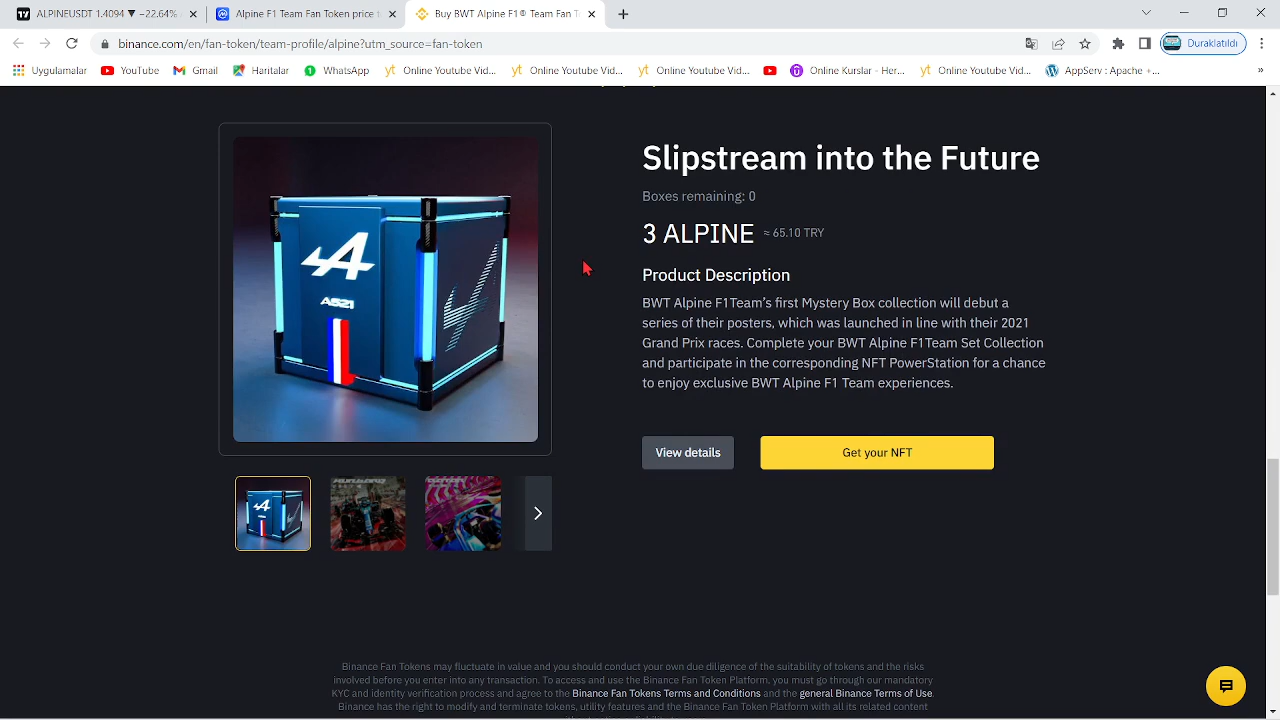 ALPINEUSDT 1.4094 ▼ −22.64%
Alpine F1 Team Fan Token price t
Buy BWT Alpine F1® Team Fan T
binance.com/en/fan-token/team-profile/alpine?utm_source=fan-token
Duraklatıldı
Uygulamalar
YouTube
Gmail
Haritalar
WhatsApp
Online Youtube Vid...
Online Youtube Vid...
Online Youtube Vid...
Online Kurslar - Her...
Online Youtube Vid...
AppServ : Apache +...
»
A521
Slipstream into the Future
Boxes remaining: 0
3 ALPINE ≈ 65.10 TRY
Product Description
BWT Alpine F1Team's first Mystery Box collection will debut a
series of their posters, which was launched in line with their 2021
Grand Prix races. Complete your BWT Alpine F1Team Set Collection
and participate in the corresponding NFT PowerStation for a chance
to enjoy exclusive BWT Alpine F1 Team experiences.
View details
Get your NFT
Binance Fan Tokens may fluctuate in value and you should conduct your own due diligence of the suitability of tokens and the risks
involved before you enter into any transaction. To access and use the Binance Fan Token Platform, you must go through our mandatory
KYC and identity verification process and agree to the Binance Fan Tokens Terms and Conditions and the general Binance Terms of Use.
Binance has the right to modify and terminate tokens, utility features and the Binance Fan Token Platform with all its related content